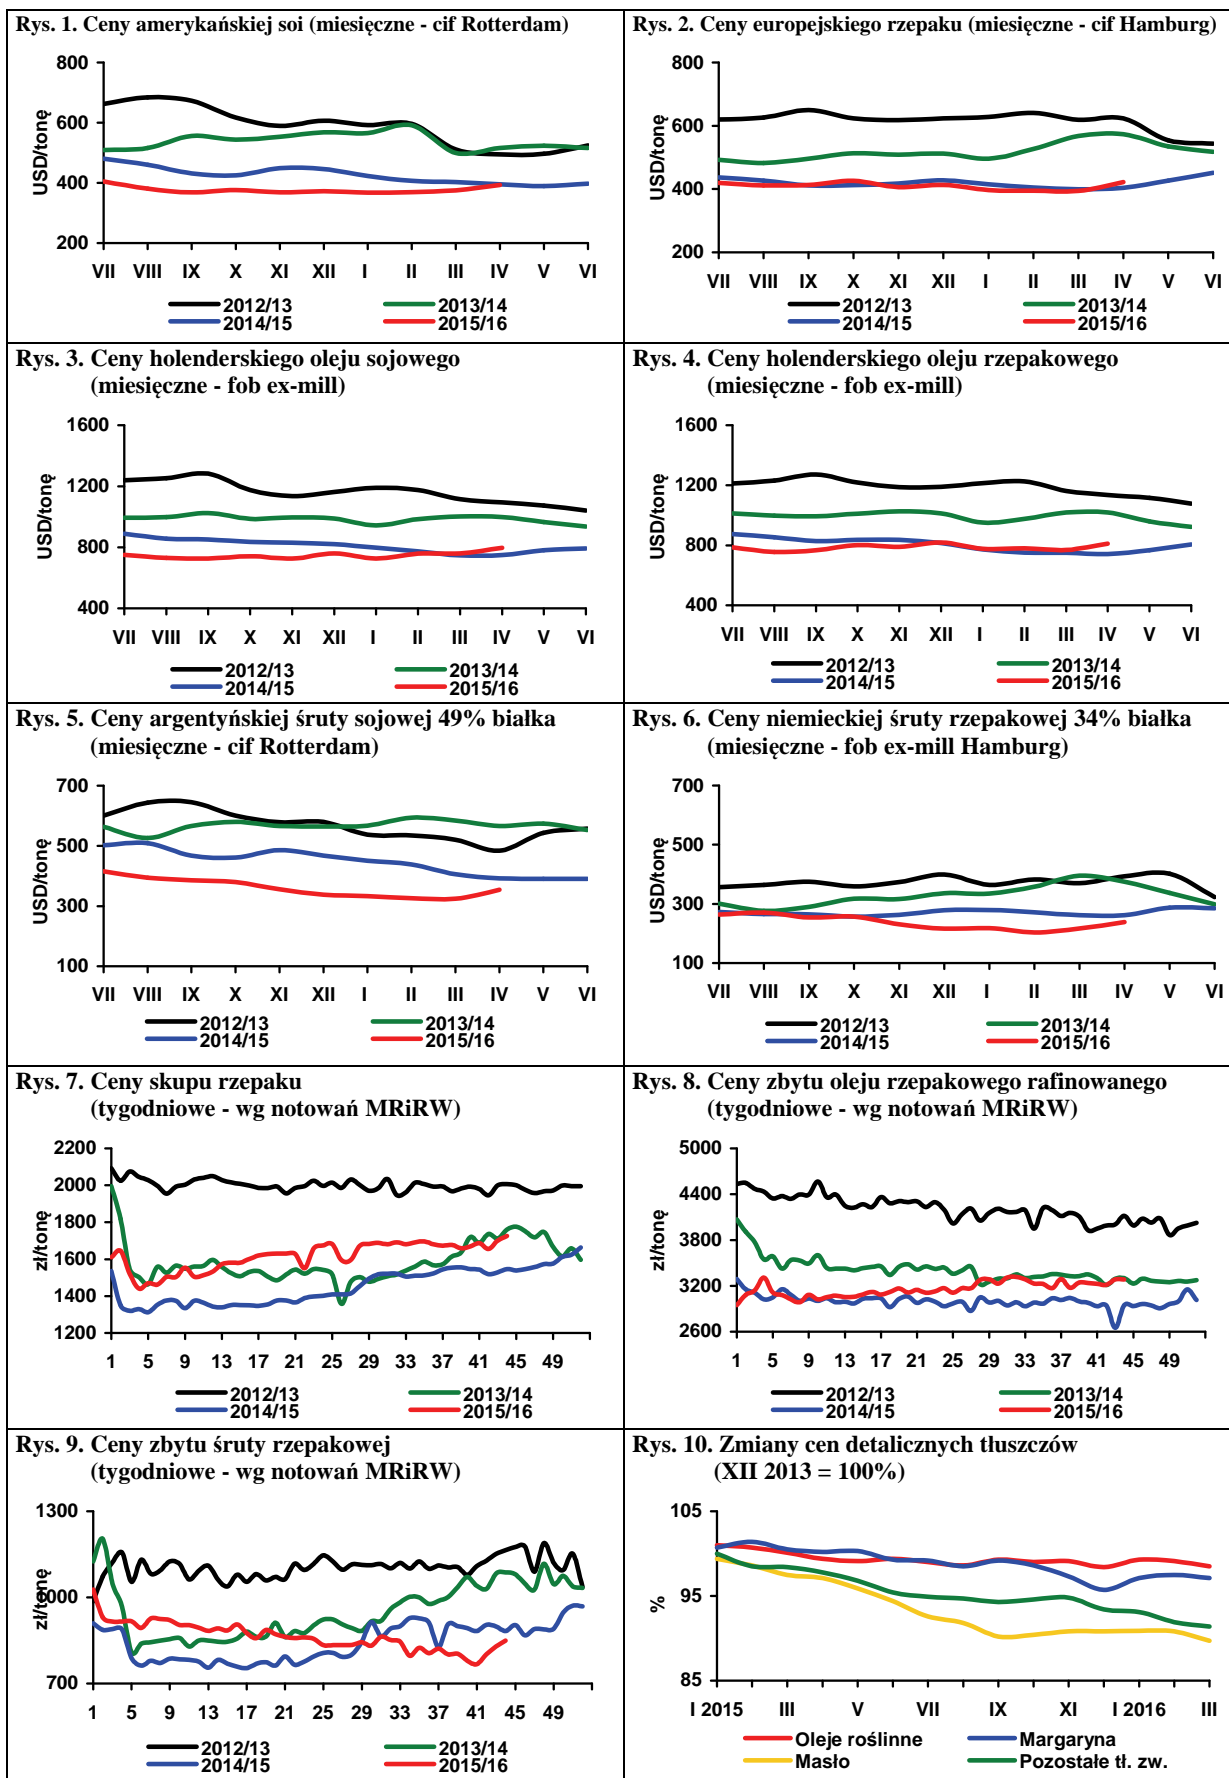 Rys. 1. Ceny amerykańskiej soi (miesięczne - cif Rotterdam)
800
600
400
200
USD/tonę
VII VIII IX X XI XII I II III IV V VI
2012/13 2013/14
2014/15 2015/16
Rys. 2. Ceny europejskiego rzepaku (miesięczne - cif Hamburg)
800
600
400
200
USD/tonę
VII VIII IX X XI XII I II III IV V VI
2012/13 2013/14
2014/15 2015/16
Rys. 3. Ceny holenderskiego oleju sojowego
(miesięczne - fob ex-mill)
1600
1200
800
400
USD/tonę
VII VIII IX X XI XII I II III IV V VI
2012/13 2013/14
2014/15 2015/16
Rys. 4. Ceny holenderskiego oleju rzepakowego
(miesięczne - fob ex-mill)
1600
1200
800
400
USD/tonę
VII VIII IX X XI XII I II III IV V VI
2012/13 2013/14
2014/15 2015/16
Rys. 5. Ceny argentyńskiej śruty sojowej 49% białka
(miesięczne - cif Rotterdam)
700
500
300
100
USD/tonę
VII VIII IX X XI XII I II III IV V VI
2012/13 2013/14
2014/15 2015/16
Rys. 6. Ceny niemieckiej śruty rzepakowej 34% białka
(miesięczne - fob ex-mill Hamburg)
700
500
300
100
USD/tonę
VII VIII IX X XI XII I II III IV V VI
2012/13 2013/14
2014/15 2015/16
Rys. 7. Ceny skupu rzepaku
(tygodniowe - wg notowań MRiRW)
2200
2000
1800
1600
1400
1200
zł/tonę
1 5 9 13 17 21 25 29 33 37 41 45 49
2012/13 2013/14
2014/15 2015/16
Rys. 8. Ceny zbytu oleju rzepakowego rafinowanego
(tygodniowe - wg notowań MRiRW)
5000
4400
3800
3200
2600
zł/tonę
1 5 9 13 17 21 25 29 33 37 41 45 49
2012/13 2013/14
2014/15 2015/16
Rys. 9. Ceny zbytu śruty rzepakowej
(tygodniowe - wg notowań MRiRW)
1300
1000
700
zł/tonę
1 5 9 13 17 21 25 29 33 37 41 45 49
2012/13 2013/14
2014/15 2015/16
Rys. 10. Zmiany cen detalicznych tłuszczów
(XII 2013 = 100%)
105
95
85
%
I 2015 III V VII IX XI I 2016 III
Oleje roślinne Margaryna
Masło Pozostałe tł. zw.